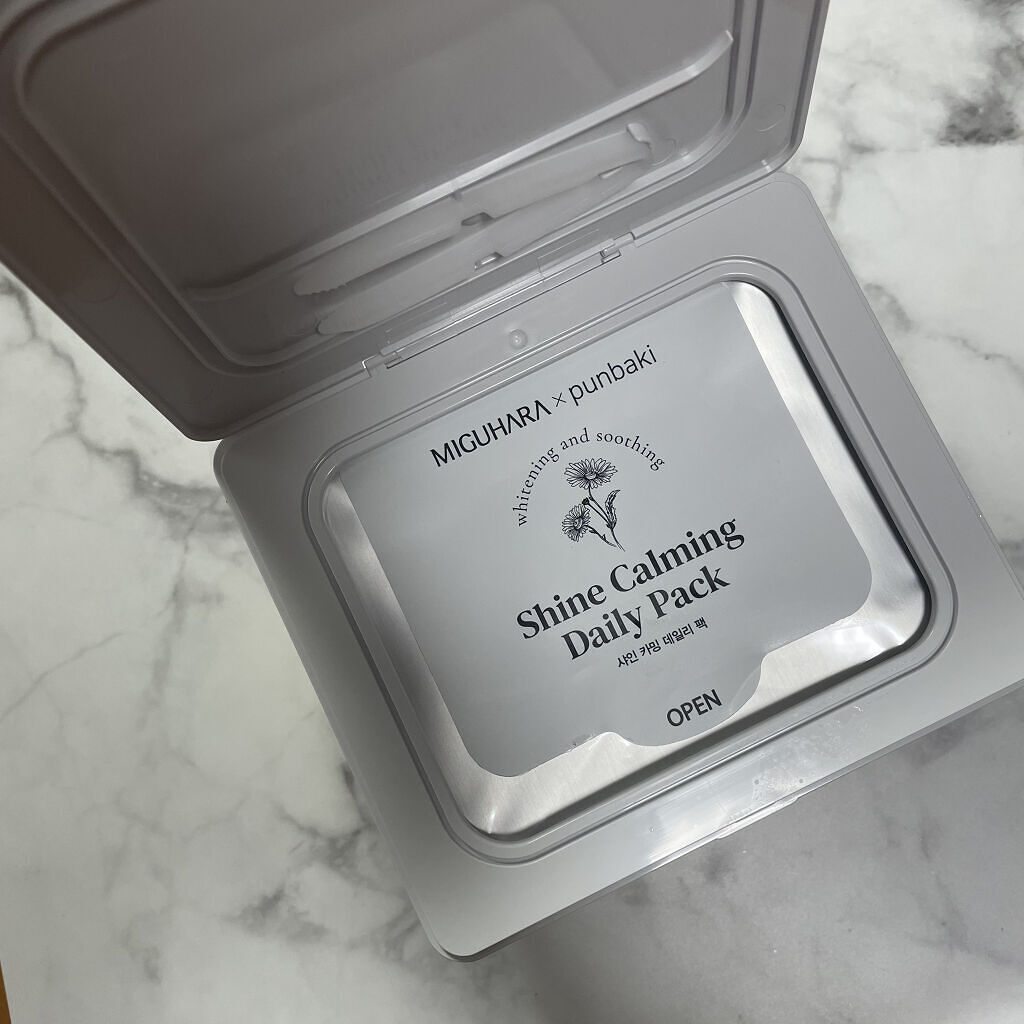 MIGUHARA × punbaki
whitening and soothing
Shine Calming
Daily Pack
샤인 카밍 데일리 팩
OPEN